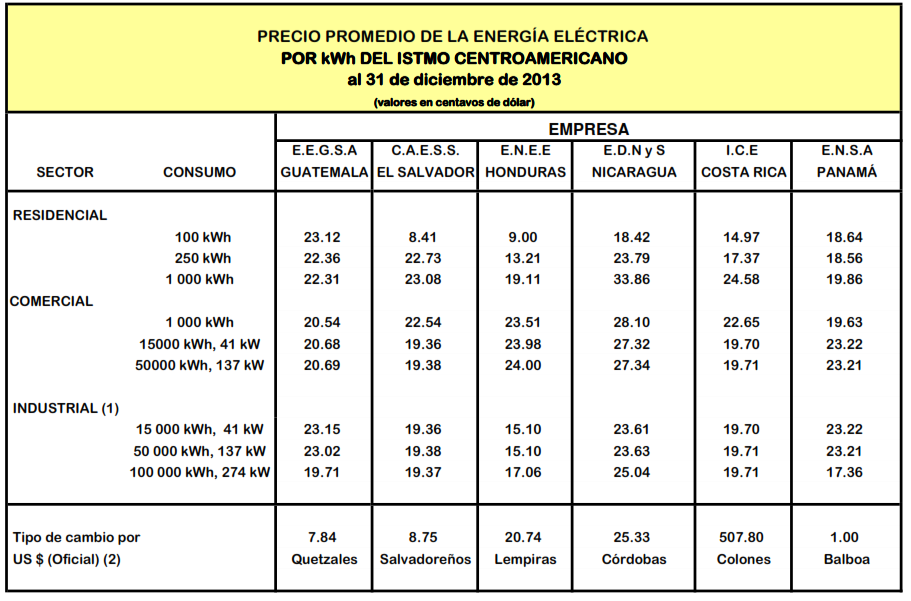 PRECIO PROMEDIO DE LA ENERGÍA ELÉCTRICA
POR kWh DEL ISTMO CENTROAMERICANO
al 31 de diciembre de 2013
(valores en centavos de dólar)
EMPRESA
E.E.G.S.A C.A.E.S.S. E.N.E.E E.D.N y S I.C.E E.N.S.A
SECTOR CONSUMO GUATEMALA EL SALVADOR HONDURAS NICARAGUA COSTA RICA PANAMÁ
RESIDENCIAL
100 kWh 23.12 8.41 9.00 18.42 14.97 18.64
250 kWh 22.36 22.73 13.21 23.79 17.37 18.56
1 000 kWh 22.31 23.08 19.11 33.86 24.58 19.86
COMERCIAL
1 000 kWh 20.54 22.54 23.51 28.10 22.65 19.63
15000 kWh, 41 kW 20.68 19.36 23.98 27.32 19.70 23.22
50000 kWh, 137 kW 20.69 19.38 24.00 27.34 19.71 23.21
INDUSTRIAL (1)
15 000 kWh, 41 kW 23.15 19.36 15.10 23.61 19.70 23.22
50 000 kWh, 137 kW 23.02 19.38 15.10 23.63 19.71 23.21
100 000 kWh, 274 kW 19.71 19.37 17.06 25.04 19.71 17.36
Tipo de cambio por 7.84 8.75 20.74 25.33 507.80 1.00
US $ (Oficial) (2) Quetzales Salvadoreños Lempiras Córdobas Colones Balboa